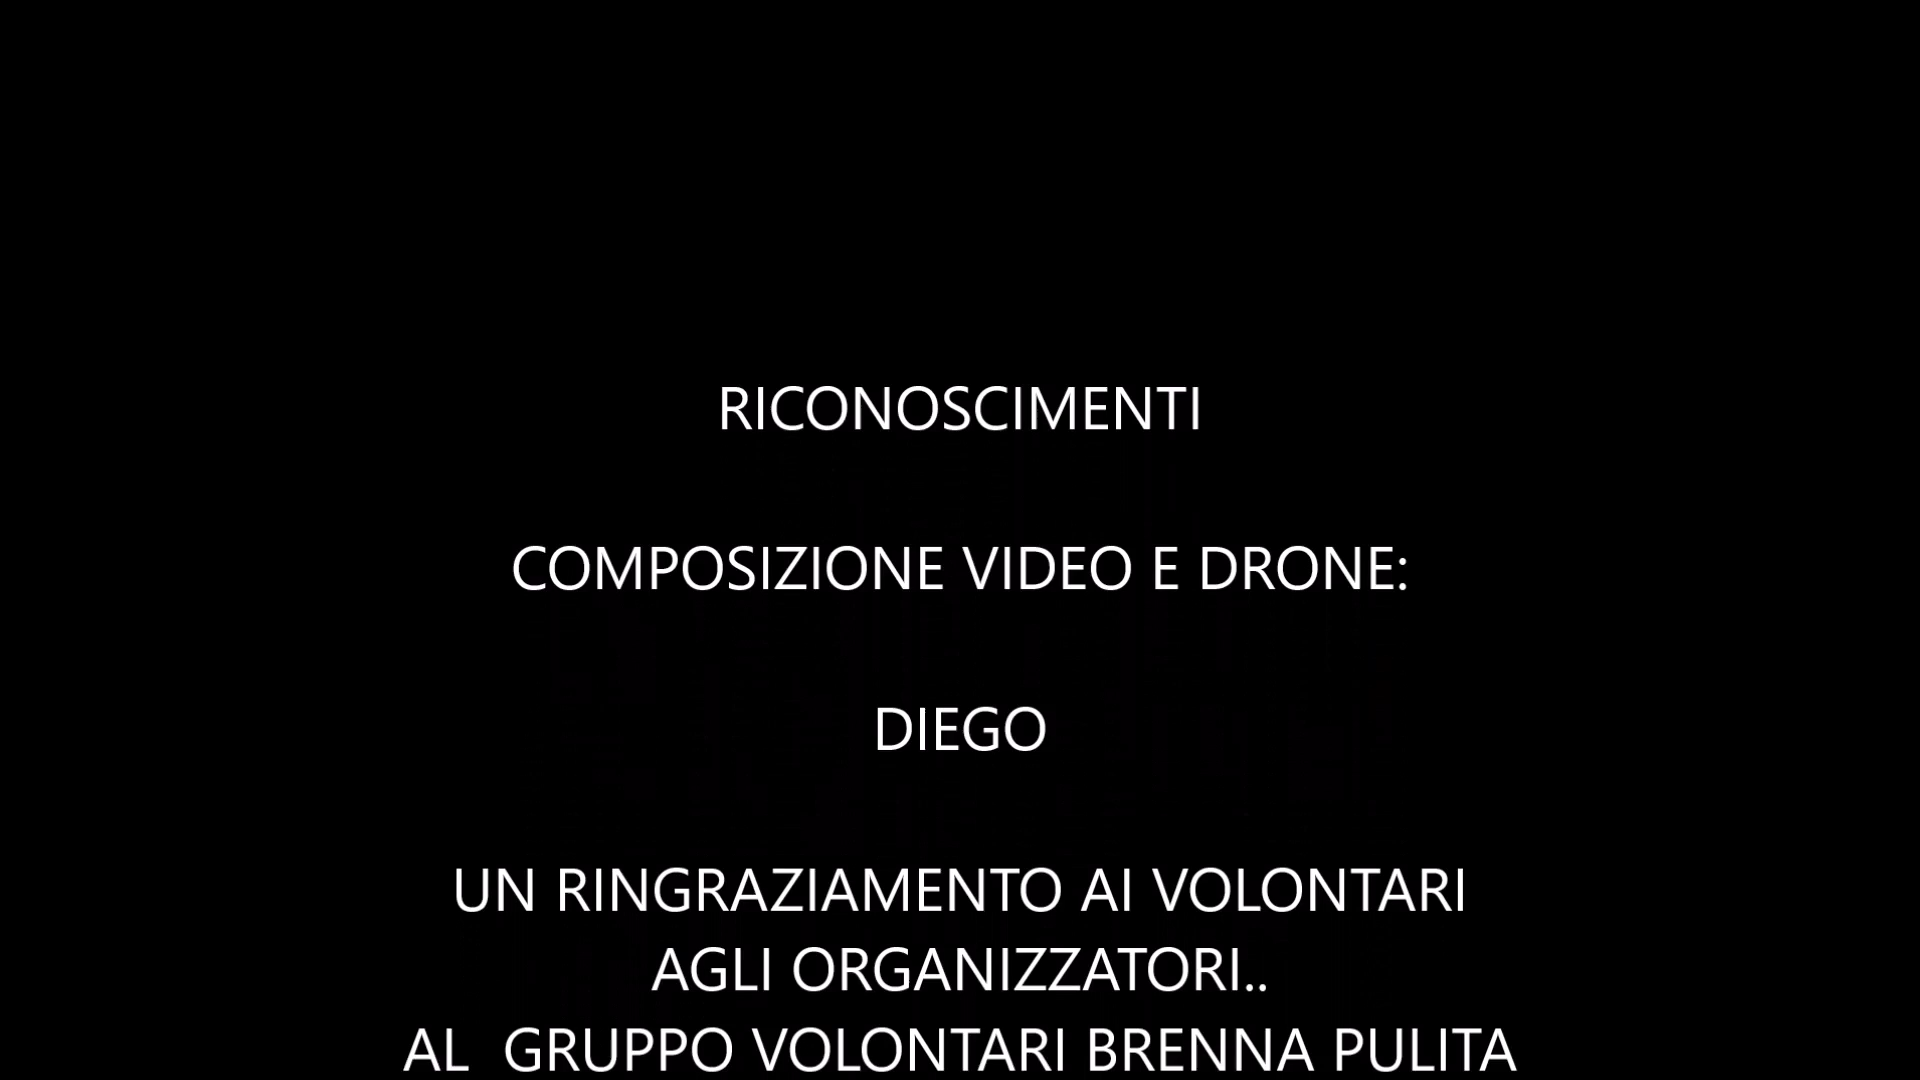 RICONOSCIMENTI
COMPOSIZIONE VIDEO E DRONE:
DIEGO
UN RINGRAZIAMENTO AI VOLONTARI
AGLI ORGANIZZATORI..
AL  GRUPPO VOLONTARI BRENNA PULITA